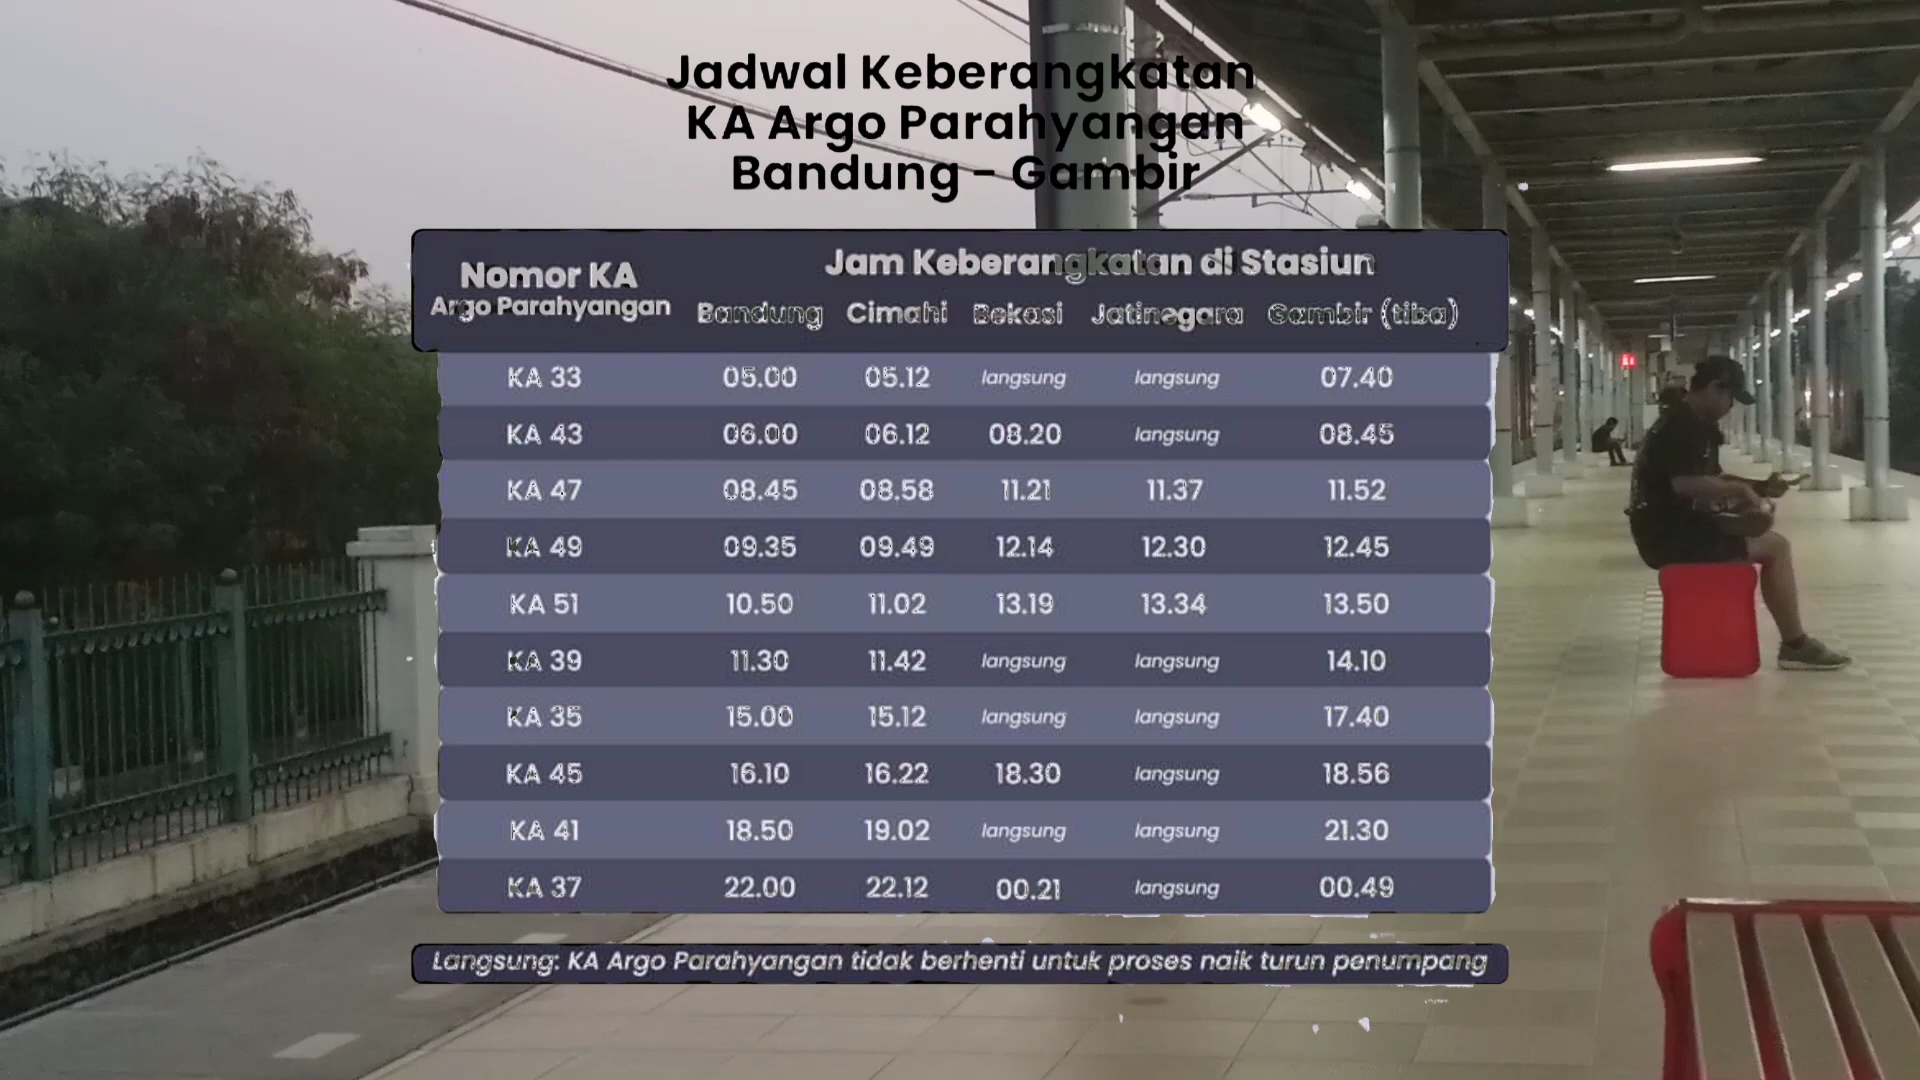 Jadwal Keberangkatan
KA Argo Parahyangan
Bandung - Gambir
Nomor KA
Argo Parahyangan
Jam Keberangkatan di Stasiun
Bandung Cimahi Bekasi Jatinegara Gambir (tiba)
KA 33 05.00 05.12 langsung langsung 07.40
KA 43 06.00 06.12 08.20 langsung 08.45
KA 47 08.45 08.58 11.21 11.37 11.52
KA 49 09.35 09.49 12.14 12.30 12.45
KA 51 10.50 11.02 13.19 13.34 13.50
KA 39 11.30 11.42 langsung langsung 14.10
KA 35 15.00 15.12 langsung langsung 17.40
KA 45 16.10 16.22 18.30 langsung 18.56
KA 41 18.50 19.02 langsung langsung 21.30
KA 37 22.00 22.12 00.21 langsung 00.49
Langsung: KA Argo Parahyangan tidak berhenti untuk proses naik turun penumpang